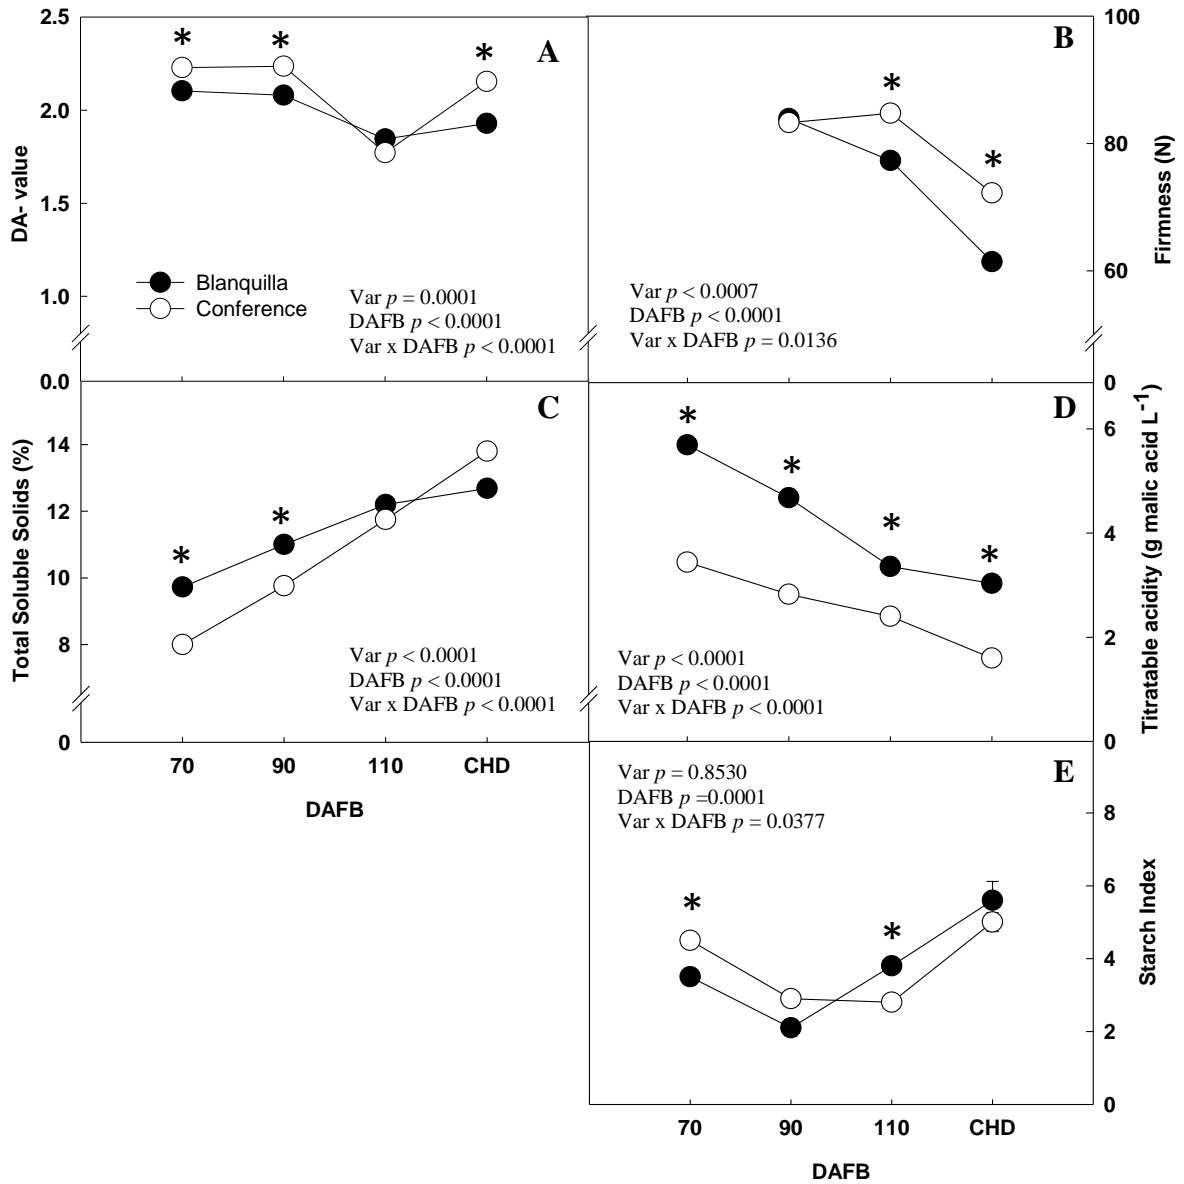 2.5
2.0
1.5
1.0
0.0
DA- value
* * *
A
Blanquilla
Conference
Var p = 0.0001
DAFB p < 0.0001
Var x DAFB p < 0.0001
100
80
60
0
Firmness (N)
* *
B
Var p < 0.0007
DAFB p < 0.0001
Var x DAFB p = 0.0136
14
12
10
8
0
Total Soluble Solids (%)
* *
C
Var p < 0.0001
DAFB p < 0.0001
Var x DAFB p < 0.0001
70 90 110 CHD
DAFB
6
4
2
0
Titratable acidity (g malic acid L-1)
* * * *
D
Var p < 0.0001
DAFB p < 0.0001
Var x DAFB p < 0.0001
Var p = 0.8530
DAFB p =0.0001
Var x DAFB p = 0.0377
E
* *
8
6
4
2
0
Starch Index
70 90 110 CHD
DAFB